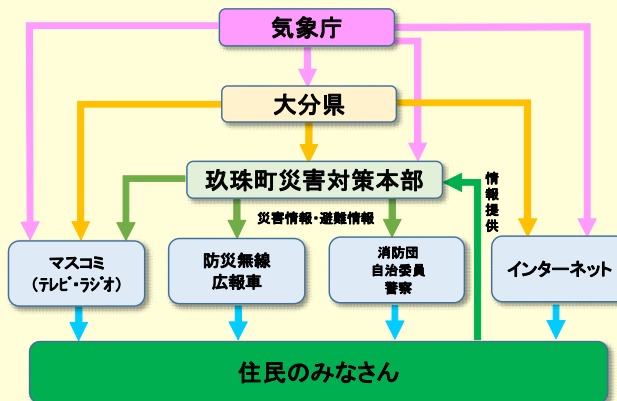 気象庁
大分県
玖珠町災害対策本部
情報提供
災害情報・避難情報
マスコミ
(テレビ・ラジオ)
防災無線
広報車
消防団
自治委員
警察
インターネット
住民のみなさん